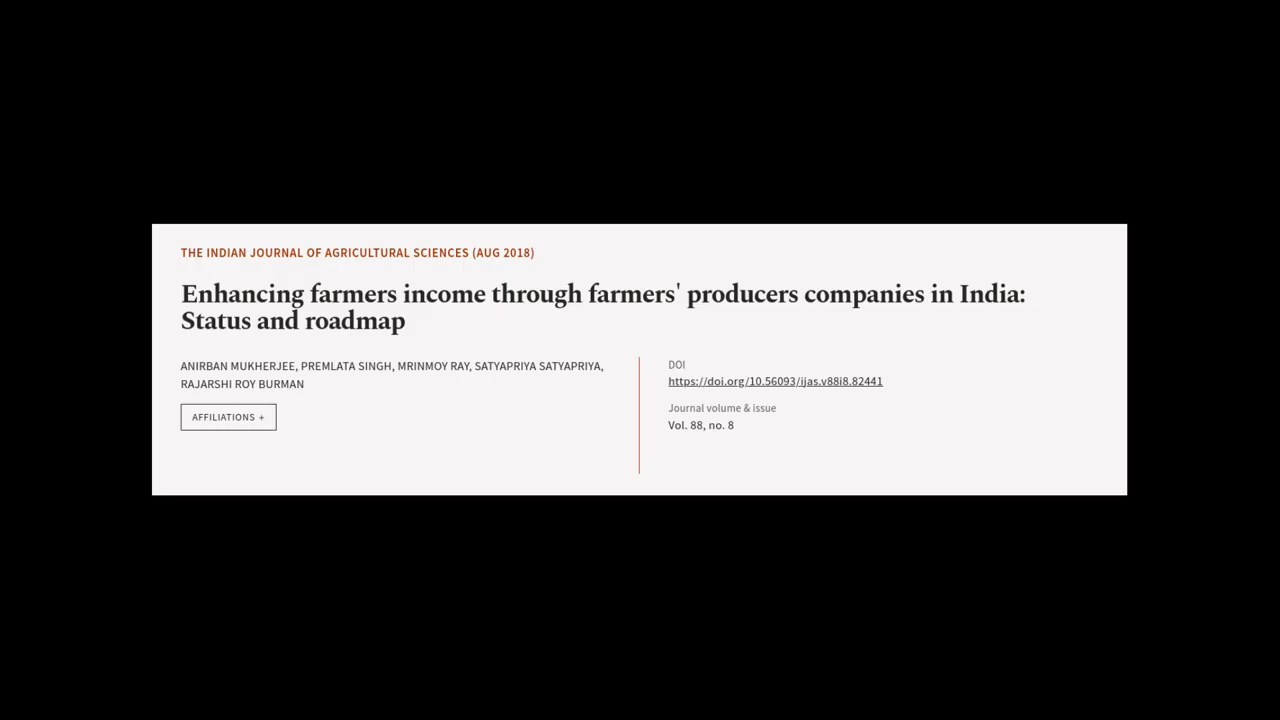 THE INDIAN JOURNAL OF AGRICULTURAL SCIENCES (AUG 2018)
Enhancing farmers income through farmers' producers companies in India:
Status and roadmap
ANIRBAN MUKHERJEE, PREMLATA SINGH, MRINMOY RAY, SATYAPRIYA SATYAPRIYA,
RAJARSHI ROY BURMAN
AFFILIATIONS +
DOI
https://doi.org/10.56093/ijas.v88i8.82441
Journal volume & issue
Vol. 88, no. 8